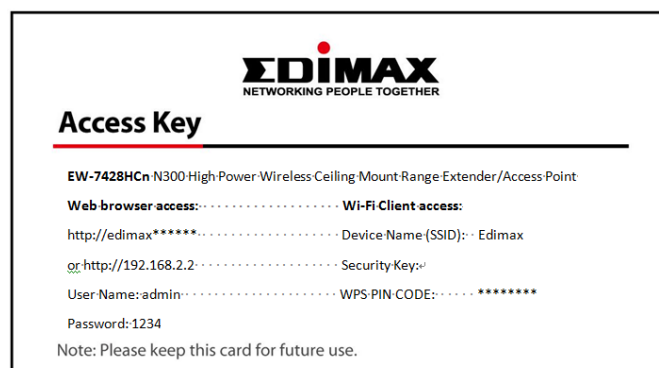 EDIMAX
NETWORKING PEOPLE TOGETHER
Access Key
EW-7428HCn N300 High Power Wireless Ceiling Mount Range Extender/Access Point
Web browser access: Wi-Fi Client access:
http://edimax****** Device Name (SSID): Edimax
or http://192.168.2.2 Security Key:
User Name: admin WPS PIN CODE: ********
Password: 1234
Note: Please keep this card for future use.